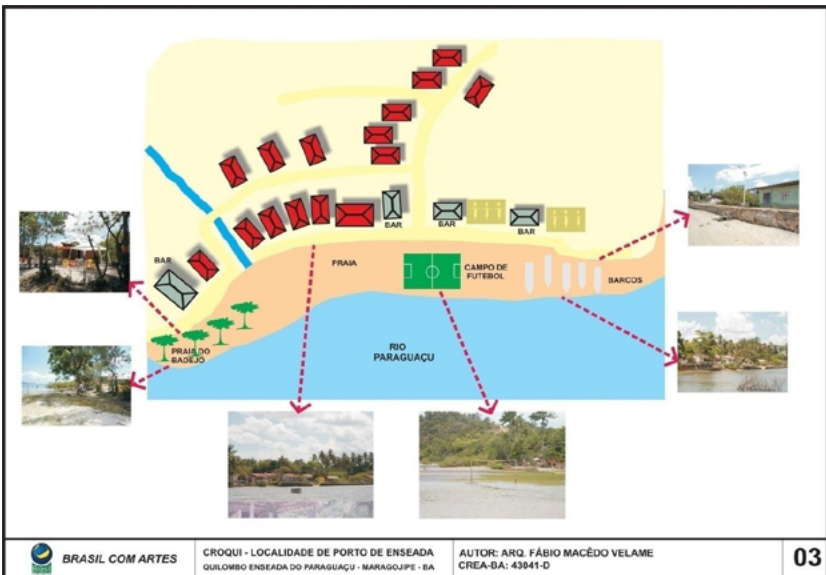 BAR
BAR
BAR
BAR
PRAIA
CAMPO DE
FUTEBOL
BARCOS
PRAIA DO
BADEJO
RIO
PARAGUAÇU
BRASIL COM ARTES
CROQUI - LOCALIDADE DE PORTO DE ENSEADA
QUILOMBO ENSEADA DO PARAGUAÇU - MARAGOJIPE - BA
AUTOR: ARQ. FÁBIO MACÊDO VELAME
CREA-BA: 43041-D
03